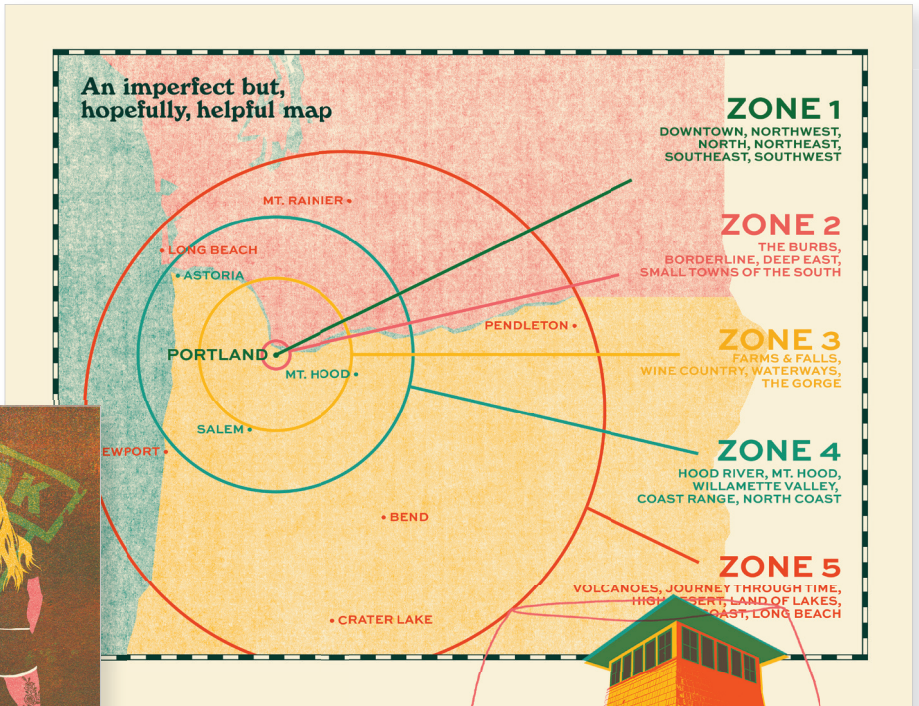 An imperfect but,
hopefully, helpful map
ZONE 1
DOWNTOWN, NORTHWEST,
NORTH, NORTHEAST,
SOUTHEAST, SOUTHWEST
MT. RAINIER
ZONE 2
THE BURBS,
BORDERLINE, DEEP EAST,
SMALL TOWNS OF THE SOUTH
LONG BEACH
ASTORIA
PENDLETON
ZONE 3
FARMS & FALLS,
WINE COUNTRY, WATERWAYS,
THE GORGE
PORTLAND
MT. HOOD
SALEM
ZONE 4
HOOD RIVER, MT. HOOD,
WILLAMETTE VALLEY,
COAST RANGE, NORTH COAST
EWPORT
BEND
ZONE 5
VOLCANOES, JOURNEY THROUGH TIME,
HIGH DESERT, LAND OF LAKES,
COAST, LONG BEACH
CRATER LAKE